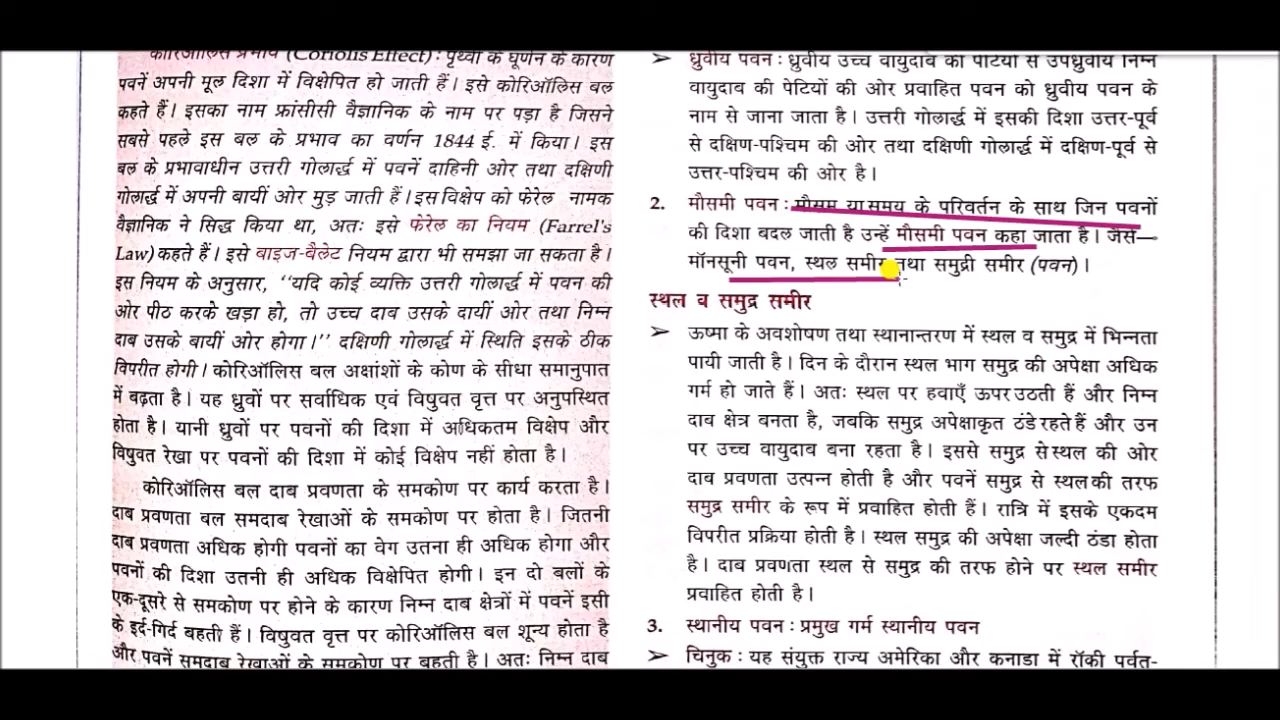 कोरिऑलिस प्रभाव (Coriolis Effect) : पृथ्वी के घूर्णन के कारण
पवनें अपनी मूल दिशा में विक्षेपित हो जाती हैं। इसे कोरिऑलिस बल
कहते हैं। इसका नाम फ्रांसीसी वैज्ञानिक के नाम पर पड़ा है जिसने
सबसे पहले इस बल के प्रभाव का वर्णन 1844 ई. में किया। इस
बल के प्रभावाधीन उत्तरी गोलार्द्ध में पवनें दाहिनी ओर तथा दक्षिणी
गोलार्द्ध में अपनी बायीं ओर मुड़ जाती हैं। इस विक्षेप को फेरेल नामक
वैज्ञानिक ने सिद्ध किया था, अतः इसे फेरेल का नियम (Farrel's
Law) कहते हैं। इसे बाइज-बैलेट नियम द्वारा भी समझा जा सकता है।
इस नियम के अनुसार, ‘‘यदि कोई व्यक्ति उत्तरी गोलार्द्ध में पवन की
ओर पीठ करके खड़ा हो, तो उच्च दाब उसके दायीं ओर तथा निम्न
दाब उसके बायीं ओर होगा।’’ दक्षिणी गोलार्द्ध में स्थिति इसके ठीक
विपरीत होगी। कोरिऑलिस बल अक्षांशों के कोण के सीधा समानुपात
में बढ़ता है। यह ध्रुवों पर सर्वाधिक एवं विषुवत वृत्त पर अनुपस्थित
होता है। यानी ध्रुवों पर पवनों की दिशा में अधिकतम विक्षेप और
विषुवत रेखा पर पवनों की दिशा में कोई विक्षेप नहीं होता है।
कोरिऑलिस बल दाब प्रवणता के समकोण पर कार्य करता है।
दाब प्रवणता बल समदाब रेखाओं के समकोण पर होता है। जितनी
दाब प्रवणता अधिक होगी पवनों का वेग उतना ही अधिक होगा और
पवनों की दिशा उतनी ही अधिक विक्षेपित होगी। इन दो बलों के
एक-दूसरे से समकोण पर होने के कारण निम्न दाब क्षेत्रों में पवनें इसी
के इर्द-गिर्द बहती हैं। विषुवत वृत्त पर कोरिऑलिस बल शून्य होता है
और पवनें समदाब रेखाओं के समकोण पर बहती है। अतः निम्न दाब
➢ ध्रुवीय पवन : ध्रुवीय उच्च वायुदाब की पेटियों से उपध्रुवीय निम्न
वायुदाब की पेटियों की ओर प्रवाहित पवन को ध्रुवीय पवन के
नाम से जाना जाता है। उत्तरी गोलार्द्ध में इसकी दिशा उत्तर-पूर्व
से दक्षिण-पश्चिम की ओर तथा दक्षिणी गोलार्द्ध में दक्षिण-पूर्व से
उत्तर-पश्चिम की ओर है।
2. मौसमी पवन : मौसम या समय के परिवर्तन के साथ जिन पवनों
की दिशा बदल जाती है उन्हें मौसमी पवन कहा जाता है। जैसे—
मॉनसूनी पवन, स्थल समीर तथा समुद्री समीर (पवन)।
स्थल व समुद्र समीर
➢ ऊष्मा के अवशोषण तथा स्थानान्तरण में स्थल व समुद्र में भिन्नता
पायी जाती है। दिन के दौरान स्थल भाग समुद्र की अपेक्षा अधिक
गर्म हो जाते हैं। अतः स्थल पर हवाएँ ऊपर उठती हैं और निम्न
दाब क्षेत्र बनता है, जबकि समुद्र अपेक्षाकृत ठंडे रहते हैं और उन
पर उच्च वायुदाब बना रहता है। इससे समुद्र से स्थल की ओर
दाब प्रवणता उत्पन्न होती है और पवनें समुद्र से स्थल की तरफ
समुद्र समीर के रूप में प्रवाहित होती हैं। रात्रि में इसके एकदम
विपरीत प्रक्रिया होती है। स्थल समुद्र की अपेक्षा जल्दी ठंडा होता
है। दाब प्रवणता स्थल से समुद्र की तरफ होने पर स्थल समीर
प्रवाहित होती है।
3. स्थानीय पवन : प्रमुख गर्म स्थानीय पवन
➢ चिनुक : यह संयुक्त राज्य अमेरिका और कनाडा में रॉकी पर्वत-